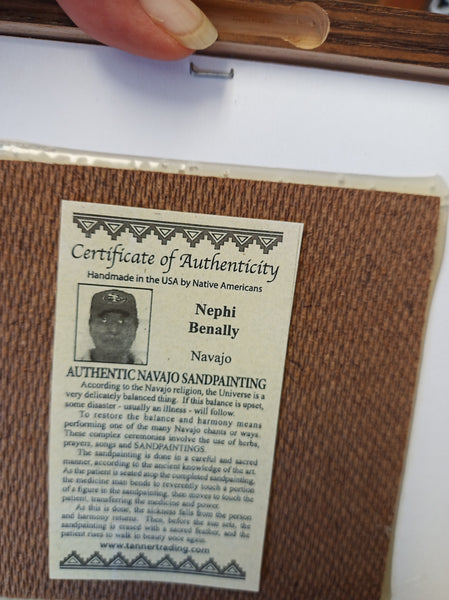 Certificate of Authenticity
Handmade in the USA by Native Americans
Nephi
Benally
Navajo
AUTHENTIC NAVAJO SANDPAINTING
According to the Navajo religion, the Universe is a
very delicately balanced thing. If this balance is upset,
some disaster - usually an illness - will follow.
To restore the balance and harmony means
performing one of the many Navajo chants or ways.
These complex ceremonies involve the use of herbs,
prayers, songs and SANDPAINTINGS.
The sandpainting is done in a careful and sacred
manner, according to the ancient knowledge of the art.
As the patient is seated atop the completed sandpainting,
the medicine man bends to reverently touch a portion
of a figure in the sandpainting, then moves to touch the
patient, transferring the medicine and power.
As this is done, the sickness falls from the person
and harmony returns. Then, before the sun sets, the
sandpainting is erased with a sacred feather, and the
patient rises to walk in beauty once again.
www.tannertrading.com